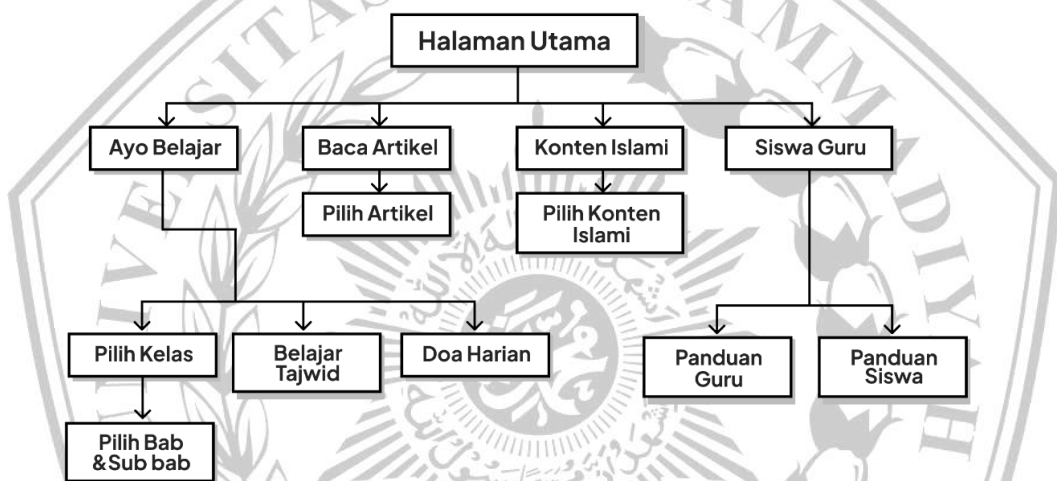 Halaman Utama
Ayo Belajar
Baca Artikel
Konten Islami
Siswa Guru
Pilih Artikel
Pilih Konten
Islami
Pilih Kelas
Belajar
Tajwid
Doa Harian
Panduan
Guru
Panduan
Siswa
Pilih Bab
&Sub bab